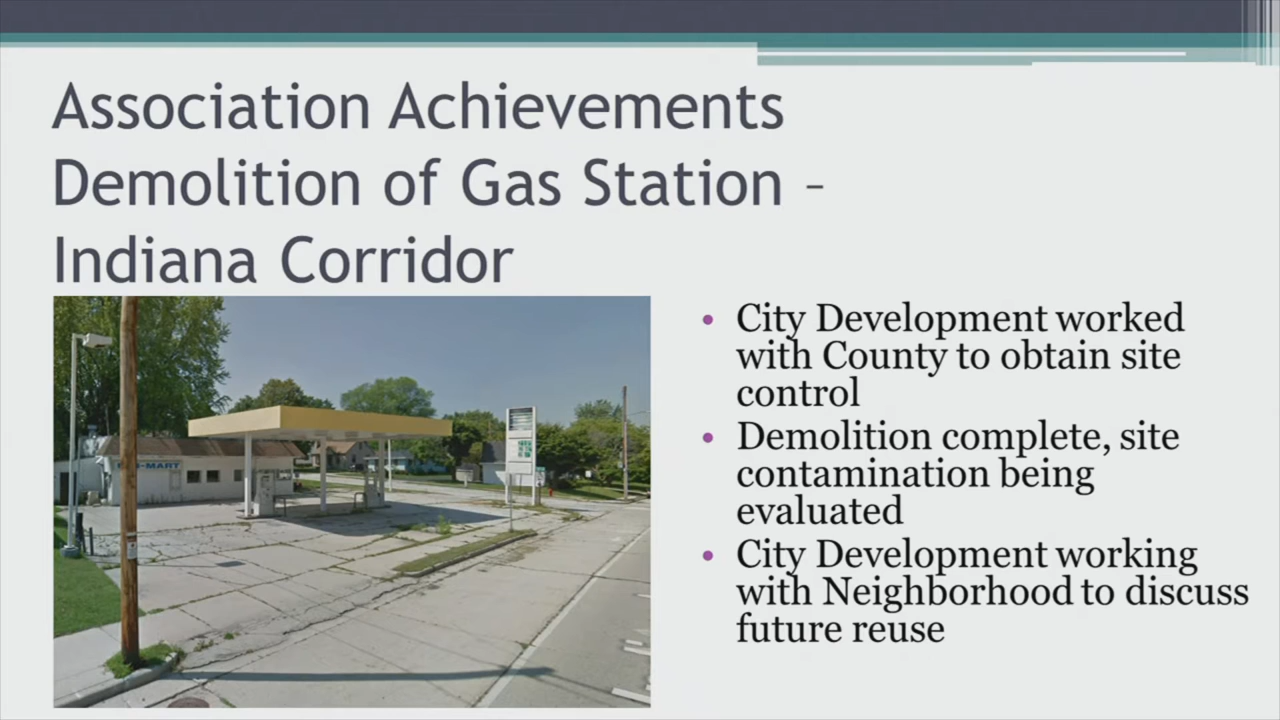 Association Achievements
Demolition of Gas Station –
Indiana Corridor
• City Development worked
with County to obtain site
control
• Demolition complete, site
contamination being
evaluated
• City Development working
with Neighborhood to discuss
future reuse